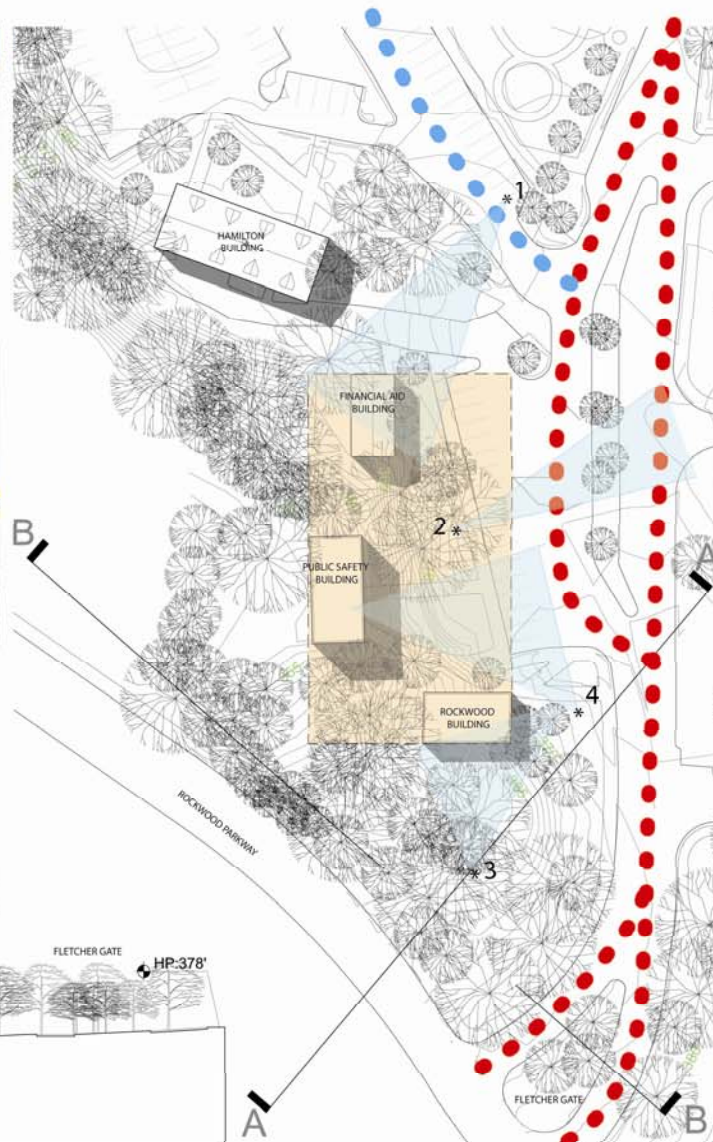 1
HAMILTON
BUILDING
FINANCIAL AID
BUILDING
2
B
PUBLIC SAFETY
BUILDING
A
4
ROCKWOOD
BUILDING
ROCKWOOD PARKWAY
3
FLETCHER GATE
HP:378'
FLETCHER GATE
A
B